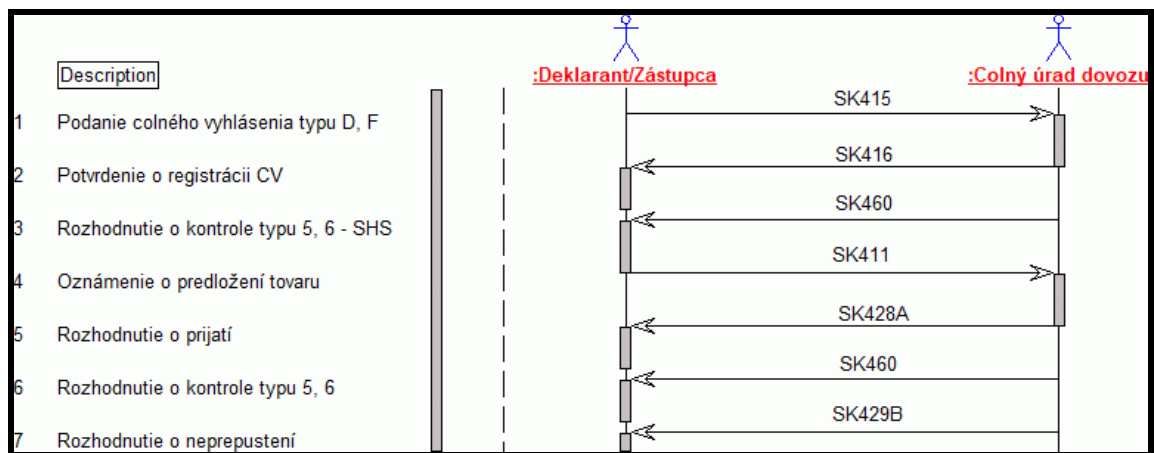 Description
:Deklarant/Zástupca
:Colný úrad dovozu
SK415
1 Podanie colného vyhlásenia typu D, F
SK416
2 Potvrdenie o registrácii CV
SK460
3 Rozhodnutie o kontrole typu 5, 6 - SHS
SK411
4 Oznámenie o predložení tovaru
SK428A
5 Rozhodnutie o prijatí
SK460
6 Rozhodnutie o kontrole typu 5, 6
SK429B
7 Rozhodnutie o neprepustení